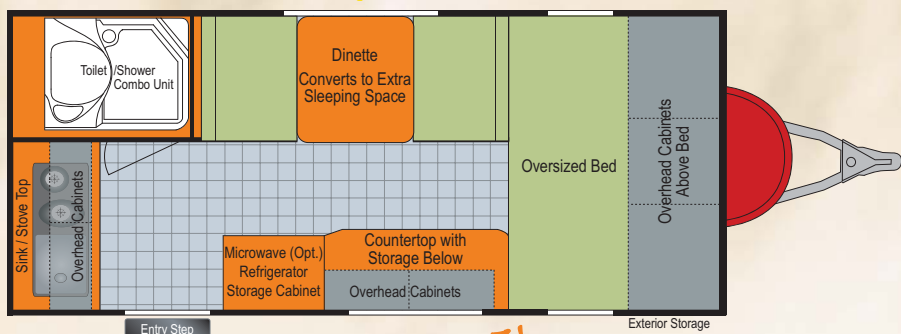 Toilet /Shower
Combo Unit
Dinette
Converts to Extra
Sleeping Space
Oversized Bed
Overhead Cabinets
Above Bed
Sink / Stove Top
Overhead Cabinets
Microwave (Opt.)
Refrigerator
Storage Cabinet
Countertop with
Storage Below
Overhead Cabinets
Entry Step
Exterior Storage